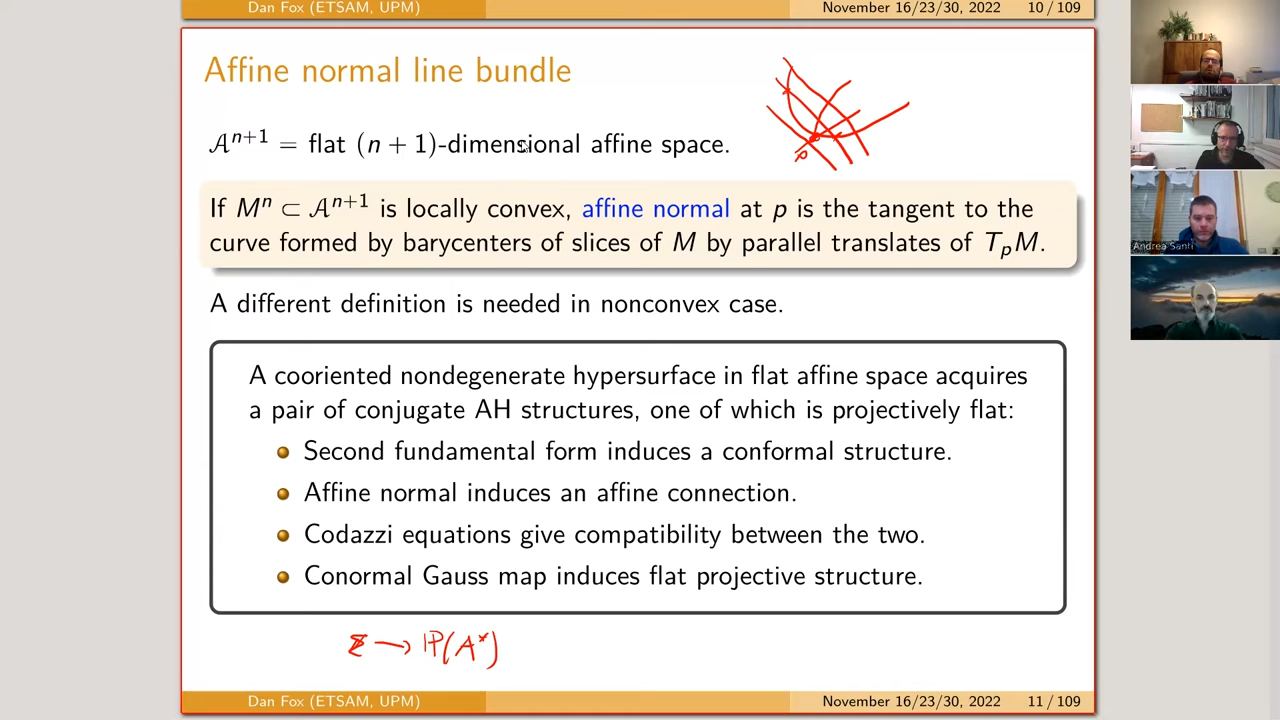 Dan Fox (ETSAM, UPM) November 16/23/30, 2022 10 / 109
Affine normal line bundle
𝒜ⁿ⁺¹ = flat (n + 1)-dimensional affine space.
p
If Mⁿ ⊂ 𝒜ⁿ⁺¹ is locally convex, affine normal at p is the tangent to the
curve formed by barycenters of slices of M by parallel translates of TₚM.
A different definition is needed in nonconvex case.
A cooriented nondegenerate hypersurface in flat affine space acquires
a pair of conjugate AH structures, one of which is projectively flat:
Second fundamental form induces a conformal structure.
Affine normal induces an affine connection.
Codazzi equations give compatibility between the two.
Conormal Gauss map induces flat projective structure.
→ ℙ(A*)
Dan Fox (ETSAM, UPM) November 16/23/30, 2022 11 / 109
Andrea Santi